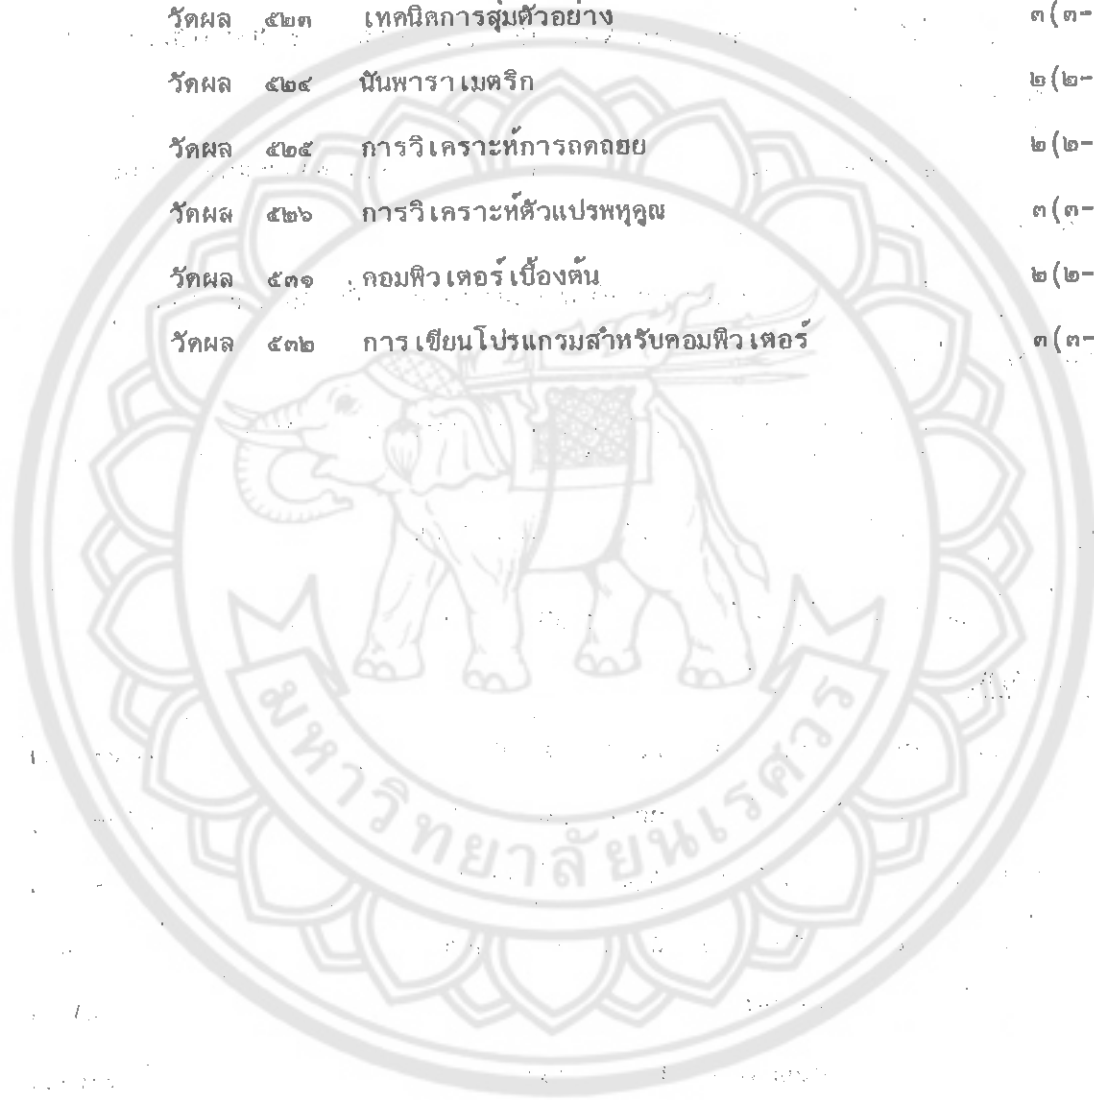 วัดผล ๕๒๓ เทคนิคการสุ่มตัวอย่าง ๓(๓-
วัดผล ๕๒๔ นันพาราเมตริก ๒(๒-
วัดผล ๕๒๕ การวิเคราะห์การถดถอย ๒(๒-
วัดผล ๕๒๖ การวิเคราะห์ตัวแปรพหุคูณ ๓(๓-
วัดผล ๕๓๑ คอมพิวเตอร์เบื้องต้น ๒(๒-
วัดผล ๕๓๒ การเขียนโปรแกรมสำหรับคอมพิวเตอร์ ๓(๓-
มหาวิทยาลัยนเรศวร